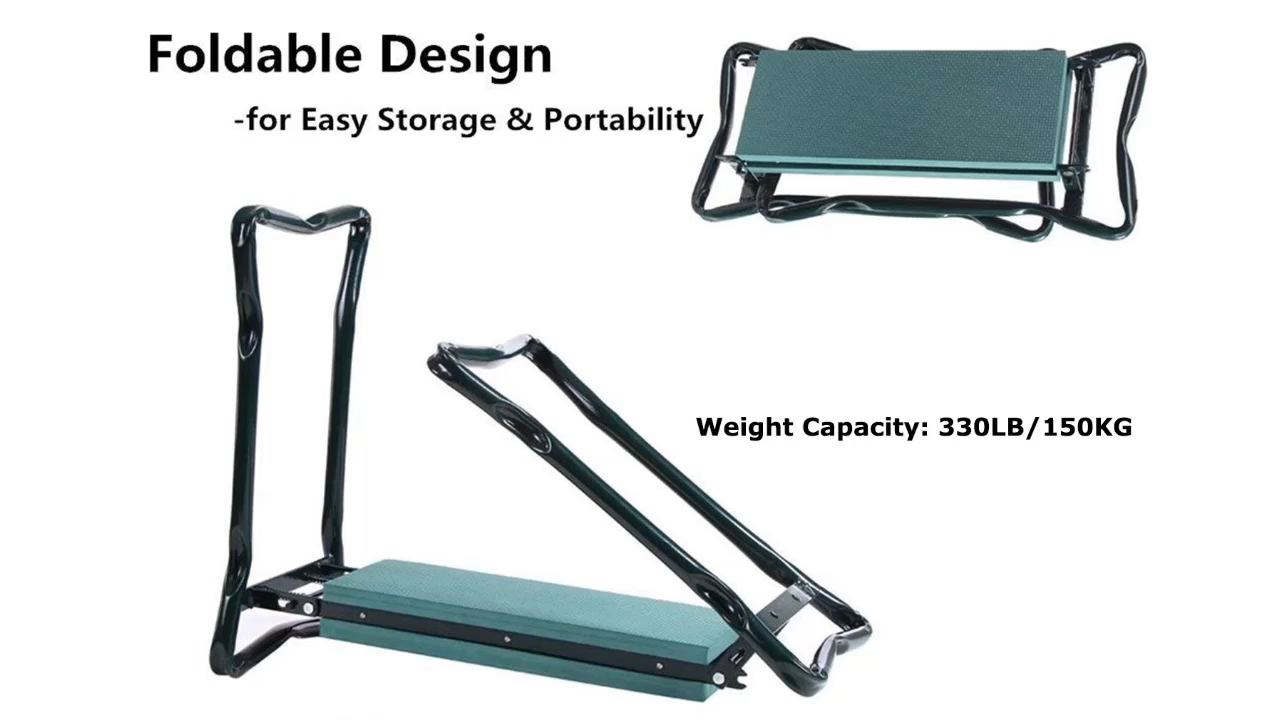 Foldable Design
-for Easy Storage & Portability
Weight Capacity: 330LB/150KG